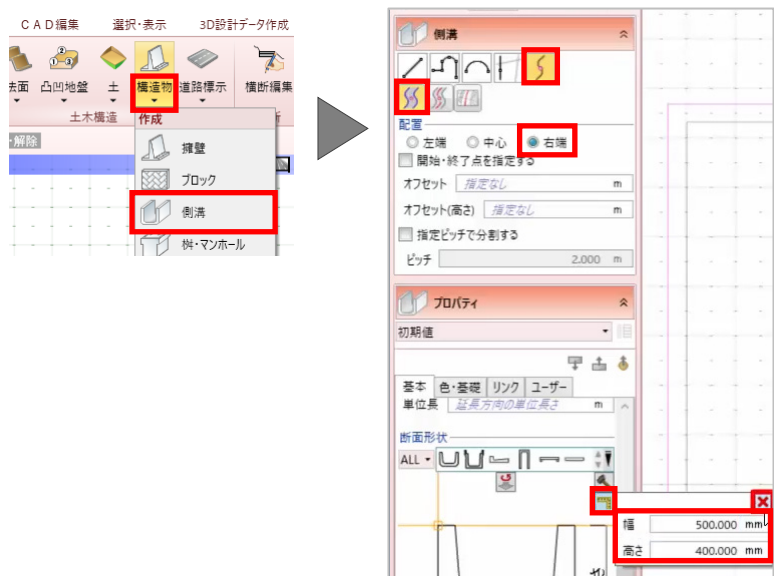 ＣＡＤ編集 選択・表示 3D設計データ作成
法面 凸凹地盤 土 構造物 道路標示 横断編集
土木構造
作成
・解除
擁壁
ブロック
側溝
桝・マンホール
側溝
配置
左端 中心 右端
開始・終了点を指定する
オフセット 指定なし m
オフセット(高さ) 指定なし m
指定ピッチで分割する
ピッチ 2.000 m
プロパティ
初期値
基本 色・基礎 リンク ユーザー
単位長 延長方向の単位長さ m
断面形状
ALL
幅 500.000 mm
高さ 400.000 mm